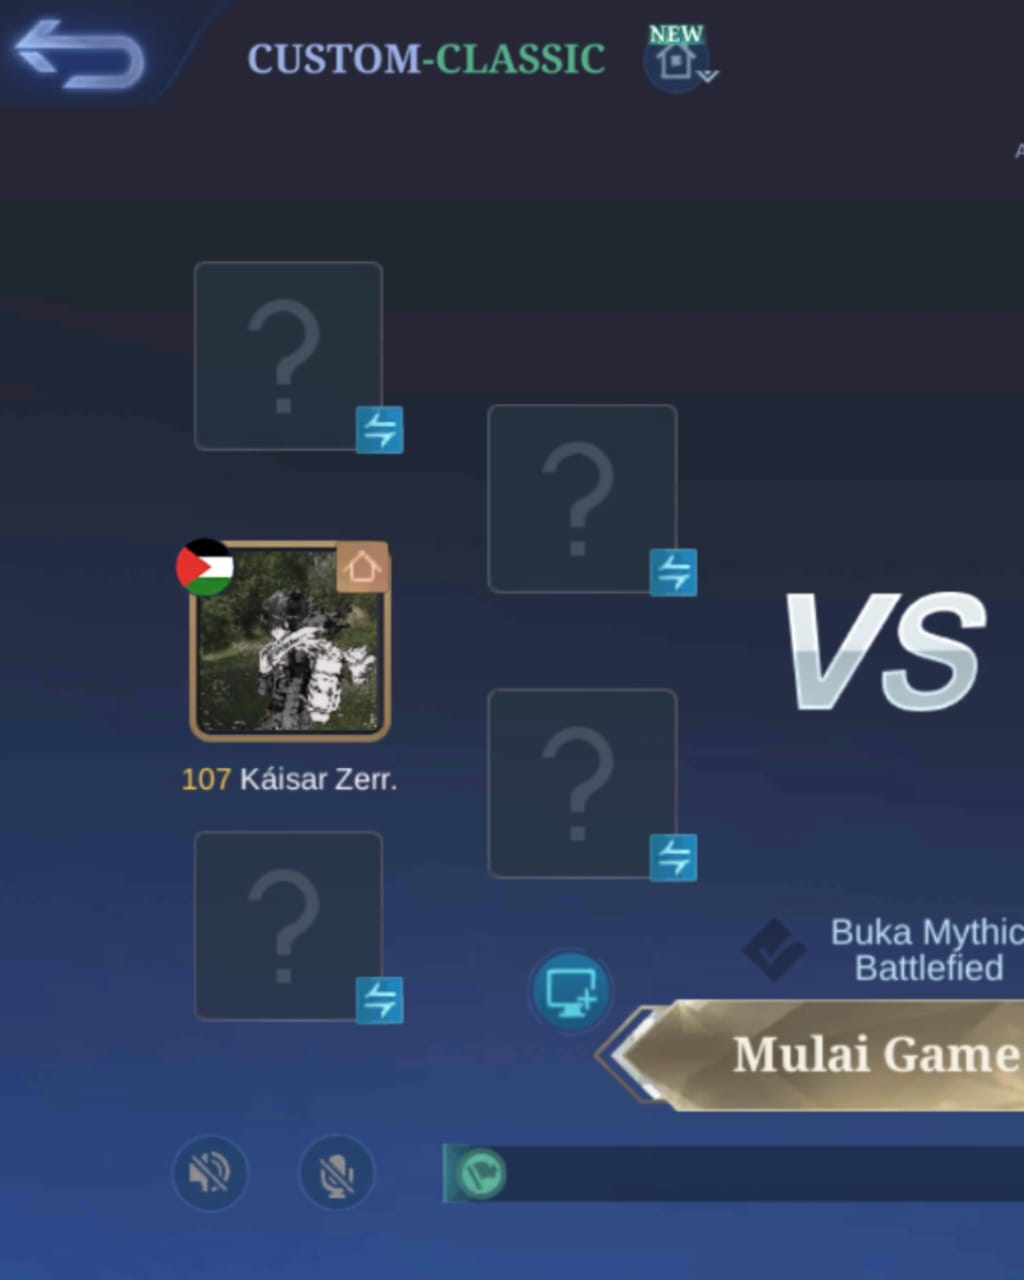 CUSTOM-CLASSIC
NEW
A
?
?
VS
107 Káisar Zerr.
?
?
Buka Mythic
Battlefied
Mulai Game